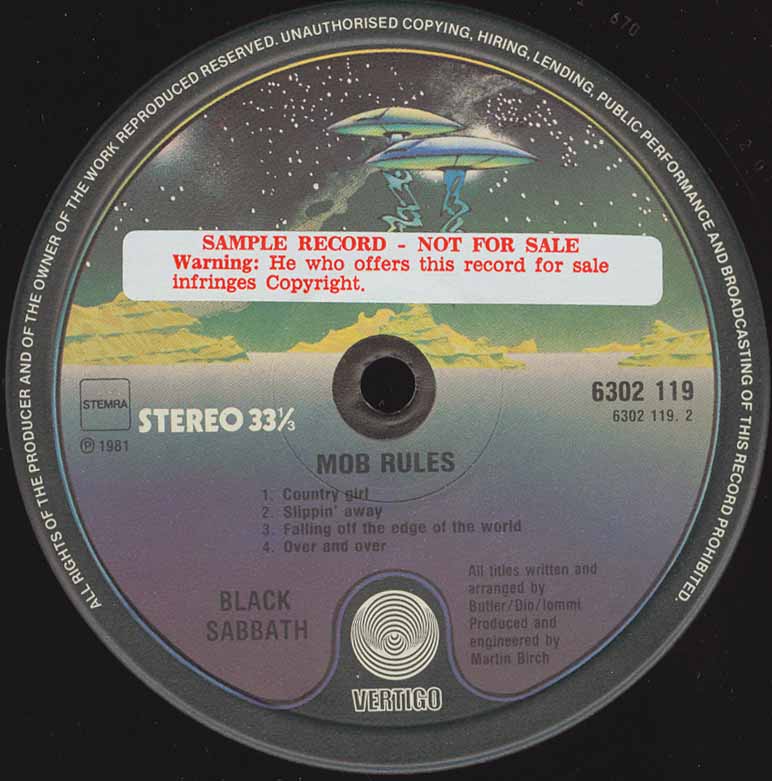 ALL RIGHTS OF THE PRODUCER AND OF THE OWNER OF THE WORK REPRODUCED RESERVED. UNAUTHORISED COPYING, HIRING, LENDING, PUBLIC PERFORMANCE AND BROADCASTING OF THIS RECORD PROHIBITED.
670
SAMPLE RECORD - NOT FOR SALE
Warning: He who offers this record for sale
infringes Copyright.
STEMRA
STEREO 33⅓
℗ 1981
6302 119
6302 119. 2
MOB RULES
1. Country girl
2. Slippin' away
3. Falling off the edge of the world
4. Over and over
BLACK
SABBATH
All titles written and
arranged by
Butler/Dio/Iommi
Produced and
engineered by
Martin Birch
VERTIGO